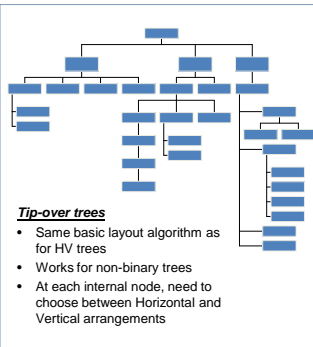 Tip-over trees
• Same basic layout algorithm as
for HV trees
• Works for non-binary trees
• At each internal node, need to
choose between Horizontal and
Vertical arrangements